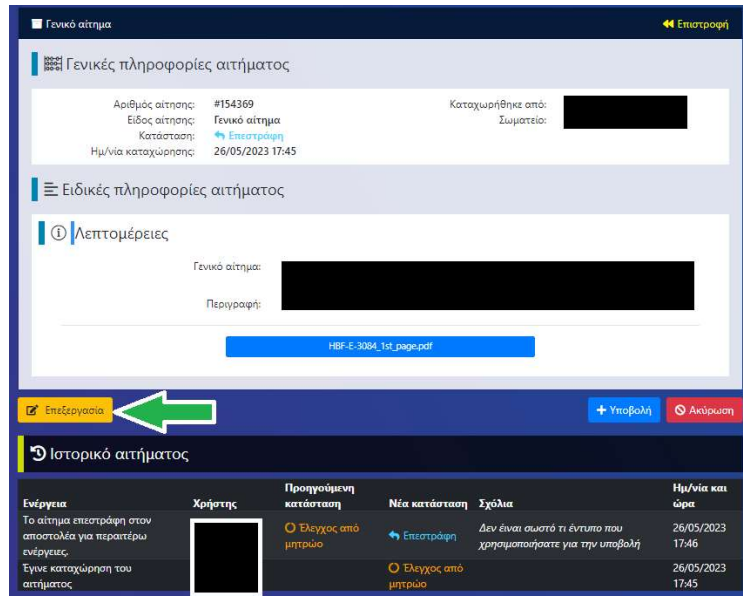 Γενικό αίτημα
Επιστροφή
Γενικές πληροφορίες αιτήματος
Αριθμός αίτησης: #154369
Καταχωρήθηκε από:
Είδος αίτησης: Γενικό αίτημα
Σωματείο:
Κατάσταση: Επεστράφη
Ημ/νία καταχώρησης: 26/05/2023 17:45
Ειδικές πληροφορίες αιτήματος
Λεπτομέρειες
Γενικό αίτημα:
Περιγραφή:
HBF-E-3084_1st_page.pdf
Επεξεργασία
Υποβολή
Ακύρωση
Ιστορικό αιτήματος
Ενέργεια Χρήστης Προηγούμενη κατάσταση Νέα κατάσταση Σχόλια Ημ/νία και ώρα
Το αίτημα επεστράφη στον Δεν έιναι σωστό τι έντυπο που 26/05/2023
αποστολέα για περαιτέρω Έλεγχος από μητρώο Επεστράφη χρησιμοποιήσατε για την υποβολή 17:46
ενέργειες.
Έγινε καταχώρηση του Έλεγχος από 26/05/2023
αιτήματος μητρώο 17:45